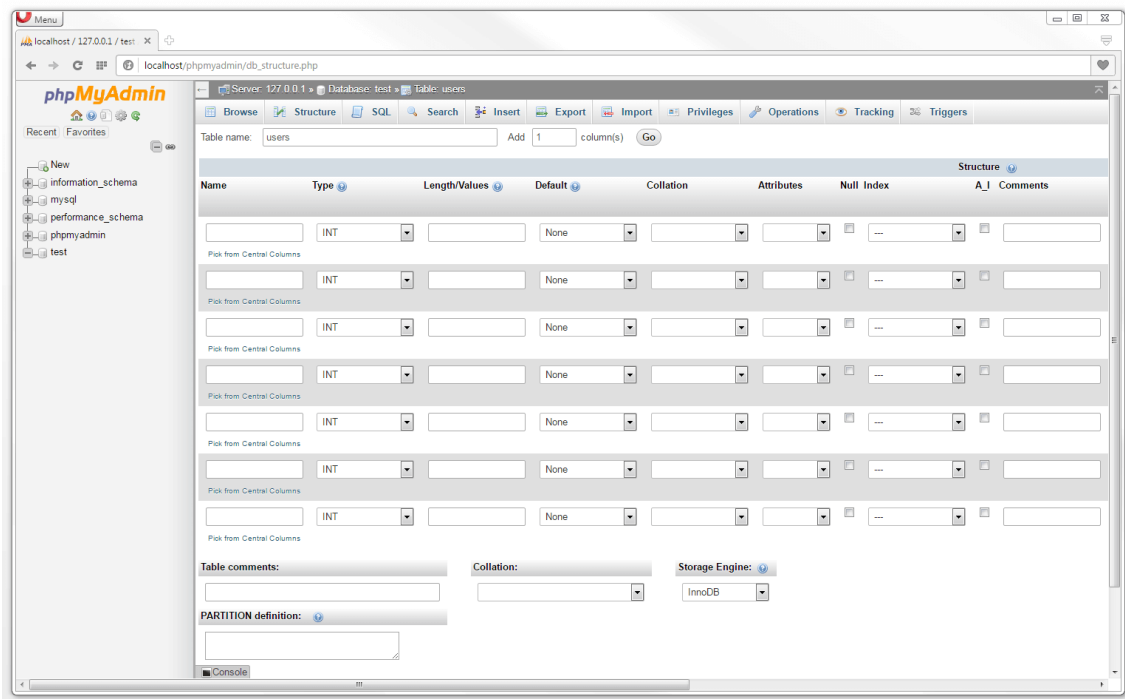 Menu
localhost / 127.0.0.1 / test
localhost/phpmyadmin/db_structure.php
phpMyAdmin
Recent Favorites
New
information_schema
mysql
performance_schema
phpmyadmin
test
Server: 127.0.0.1 » Database: test » Table: users
Browse Structure SQL Search Insert Export Import Privileges Operations Tracking Triggers
Table name: users Add 1 column(s) Go
Structure
Name Type Length/Values Default Collation Attributes Null Index A_I Comments
INT None ---
Pick from Central Columns
INT None ---
Pick from Central Columns
INT None ---
Pick from Central Columns
INT None ---
Pick from Central Columns
INT None ---
Pick from Central Columns
INT None ---
Pick from Central Columns
INT None ---
Pick from Central Columns
Table comments: Collation: Storage Engine:
InnoDB
PARTITION definition:
Console